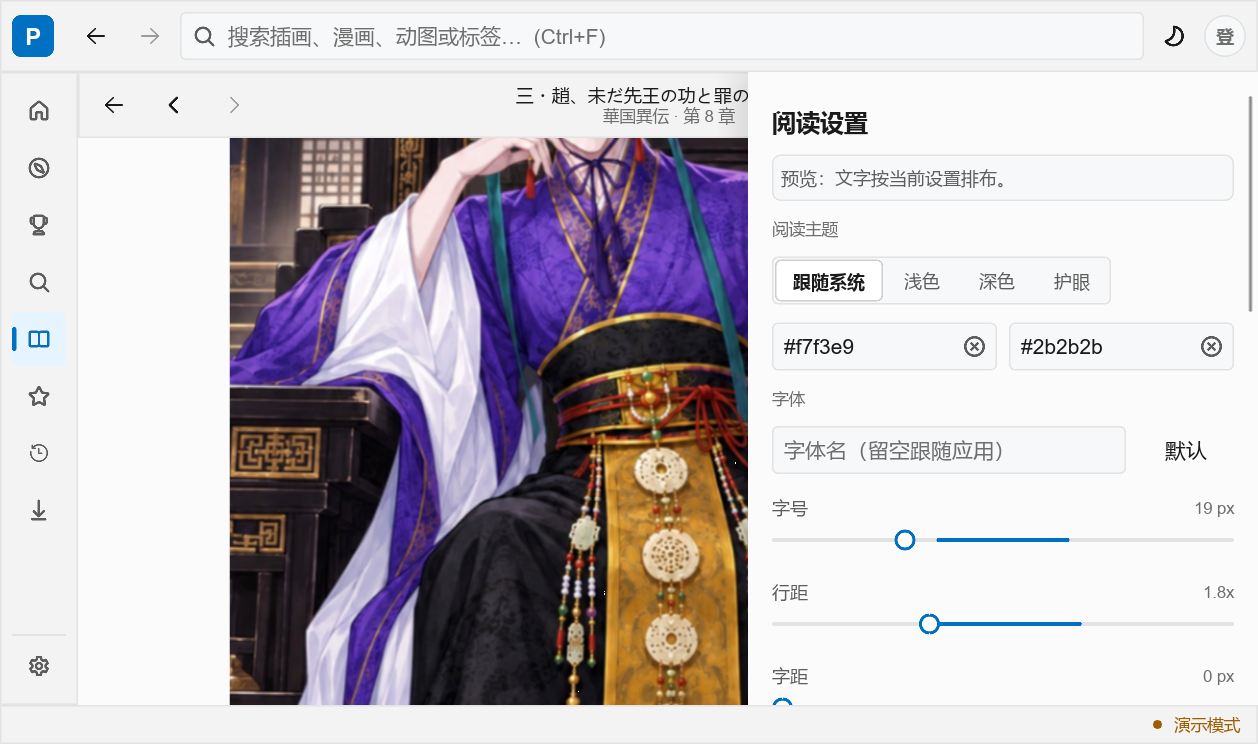 P
搜索插画、漫画、动图或标签… (Ctrl+F)
登
三・趙、未だ先王の功と罪の
華国異伝 · 第 8 章
阅读设置
预览：文字按当前设置排布。
阅读主题
跟随系统 浅色 深色 护眼
#f7f3e9 #2b2b2b
字体
字体名（留空跟随应用） 默认
字号 19 px
行距 1.8x
字距 0 px
演示模式